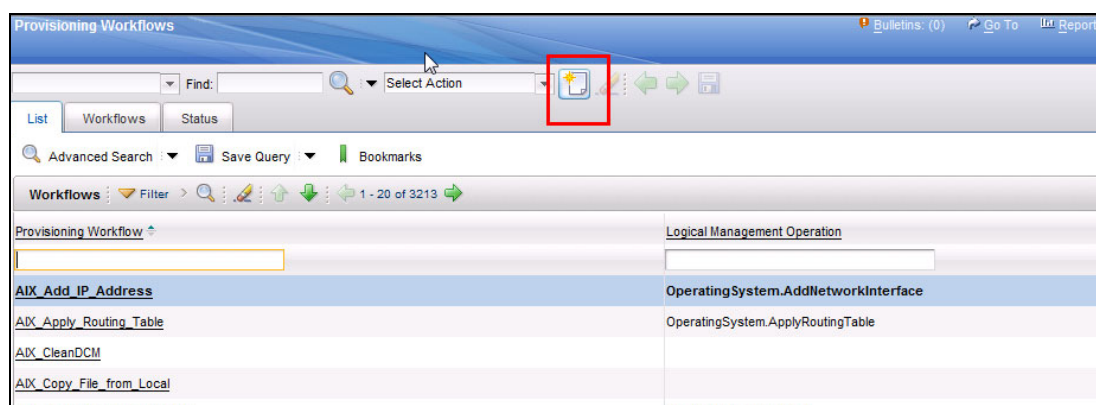 Provisioning Workflows Bulletins: (0) Go To Report
Find: Select Action
List Workflows Status
Advanced Search Save Query Bookmarks
Workflows Filter 1 - 20 of 3213
Provisioning Workflow Logical Management Operation
AIX_Add_IP_Address OperatingSystem.AddNetworkInterface
AIX_Apply_Routing_Table OperatingSystem.ApplyRoutingTable
AIX_CleanDCM
AIX_Copy_File_from_Local